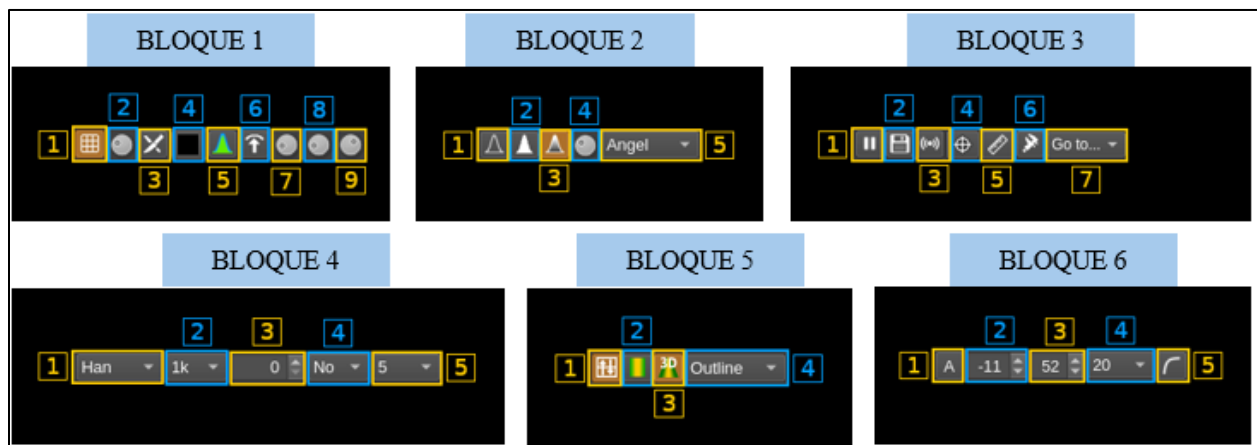 BLOQUE 1
2 4 6 8
1
3 5 7 9
BLOQUE 2
2 4
1 Angel 5
3
BLOQUE 3
2 4 6
1 Go to...
3 5 7
BLOQUE 4
2 3 4
1 Han 1k 0 No 5 5
BLOQUE 5
2
1 3D Outline 4
3
BLOQUE 6
2 3 4
1 A -11 52 20 5